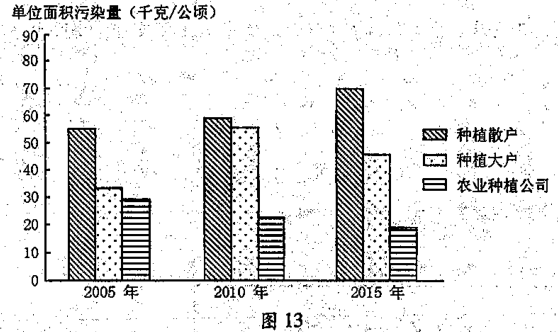 单位面积污染量（千克/公顷）
90
80
70
60
50
40
30
20
10
0
2005 年
2010 年
2015 年
种植散户
种植大户
农业种植公司
图 13